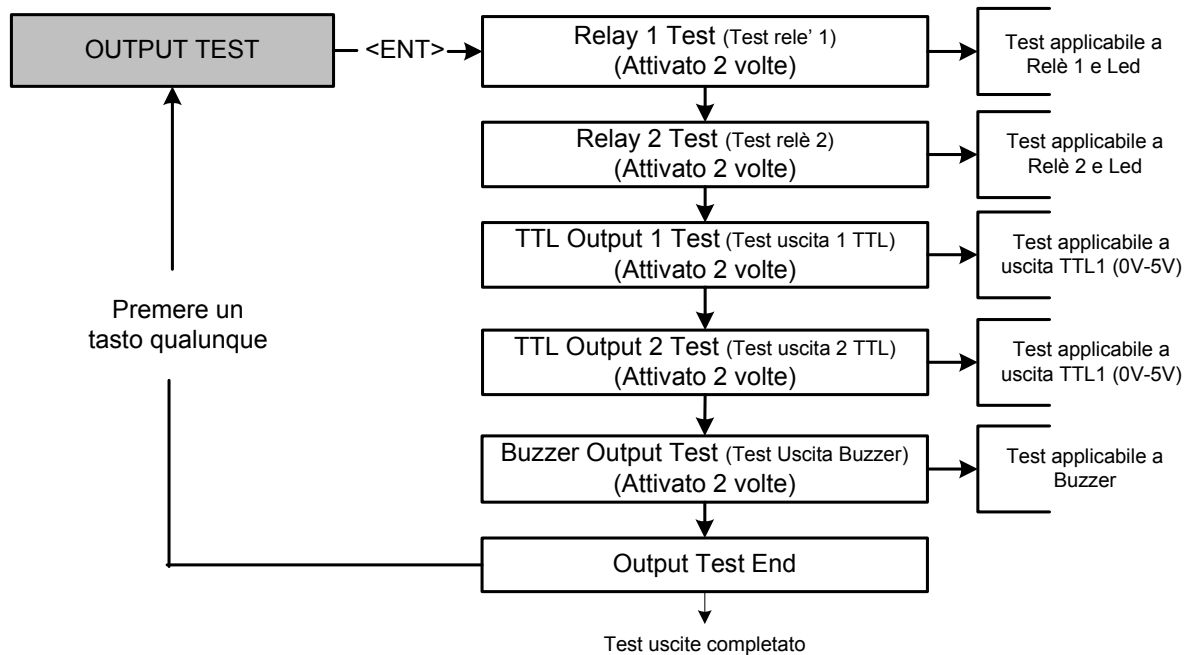 OUTPUT TEST
<ENT>
Relay 1 Test (Test rele' 1)
(Attivato 2 volte)
Test applicabile a
Relè 1 e Led
Relay 2 Test (Test relè 2)
(Attivato 2 volte)
Test applicabile a
Relè 2 e Led
TTL Output 1 Test (Test uscita 1 TTL)
(Attivato 2 volte)
Test applicabile a
uscita TTL1 (0V-5V)
Premere un
tasto qualunque
TTL Output 2 Test (Test uscita 2 TTL)
(Attivato 2 volte)
Test applicabile a
uscita TTL1 (0V-5V)
Buzzer Output Test (Test Uscita Buzzer)
(Attivato 2 volte)
Test applicabile a
Buzzer
Output Test End
Test uscite completato